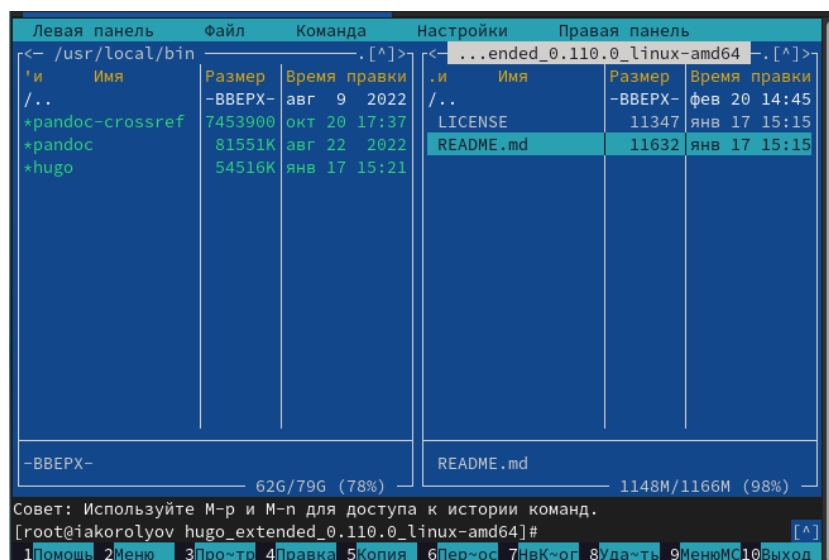 Левая панель Файл Команда Настройки Правая панель
<— /usr/local/bin .[^]> <— ...ended_0.110.0_linux-amd64 .[^]>
'и Имя Размер Время правки .и Имя Размер Время правки
/.. -ВВЕРХ- авг 9 2022 /.. -ВВЕРХ- фев 20 14:45
*pandoc-crossref 7453900 окт 20 17:37 LICENSE 11347 янв 17 15:15
*pandoc 81551K авг 22 2022 README.md 11632 янв 17 15:15
*hugo 54516K янв 17 15:21
-ВВЕРХ- README.md
62G/79G (78%) 1148M/1166M (98%)
Совет: Используйте M-p и M-n для доступа к истории команд.
[root@iakorolyov hugo_extended_0.110.0_linux-amd64]# [^]
1Помощь 2Меню 3Про~тр 4Правка 5Копия 6Пер~ос 7НвК~ог 8Уда~ть 9МенюMC 10Выход